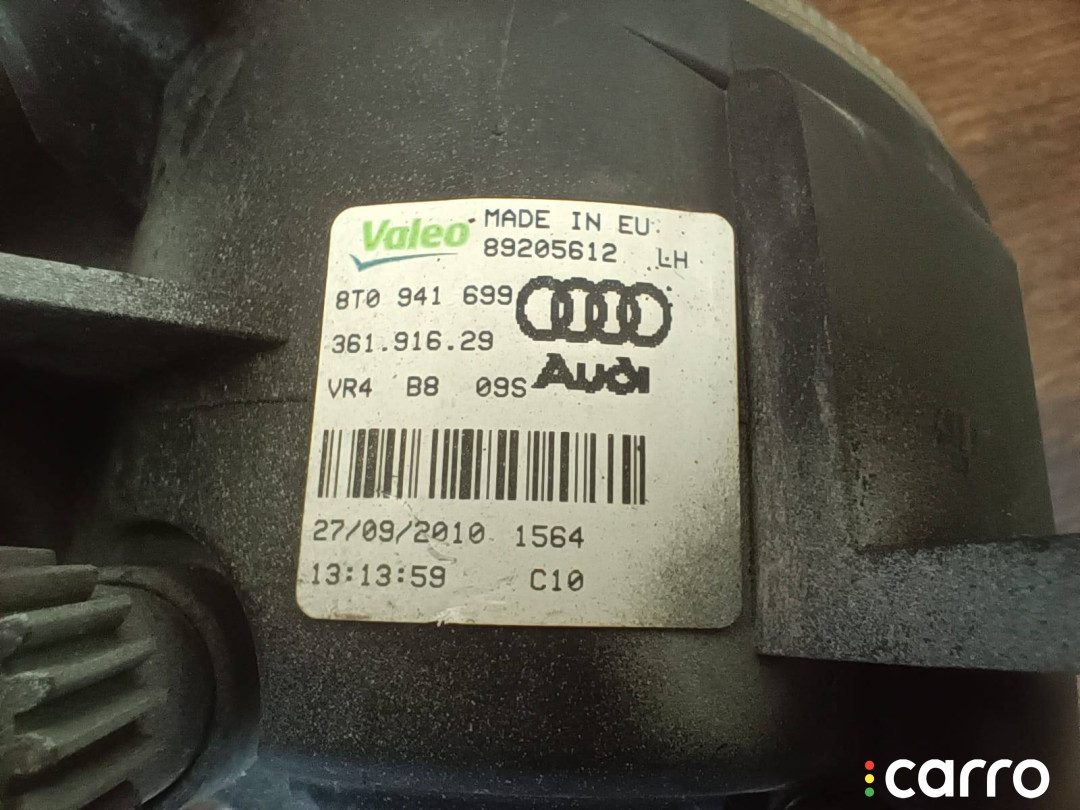 Valeo MADE IN EU
89205612 LH
8T0 941 699
361.916.29
VR4 B8 09S Audi
27/09/2010 1564
13:13:59 C10
carro